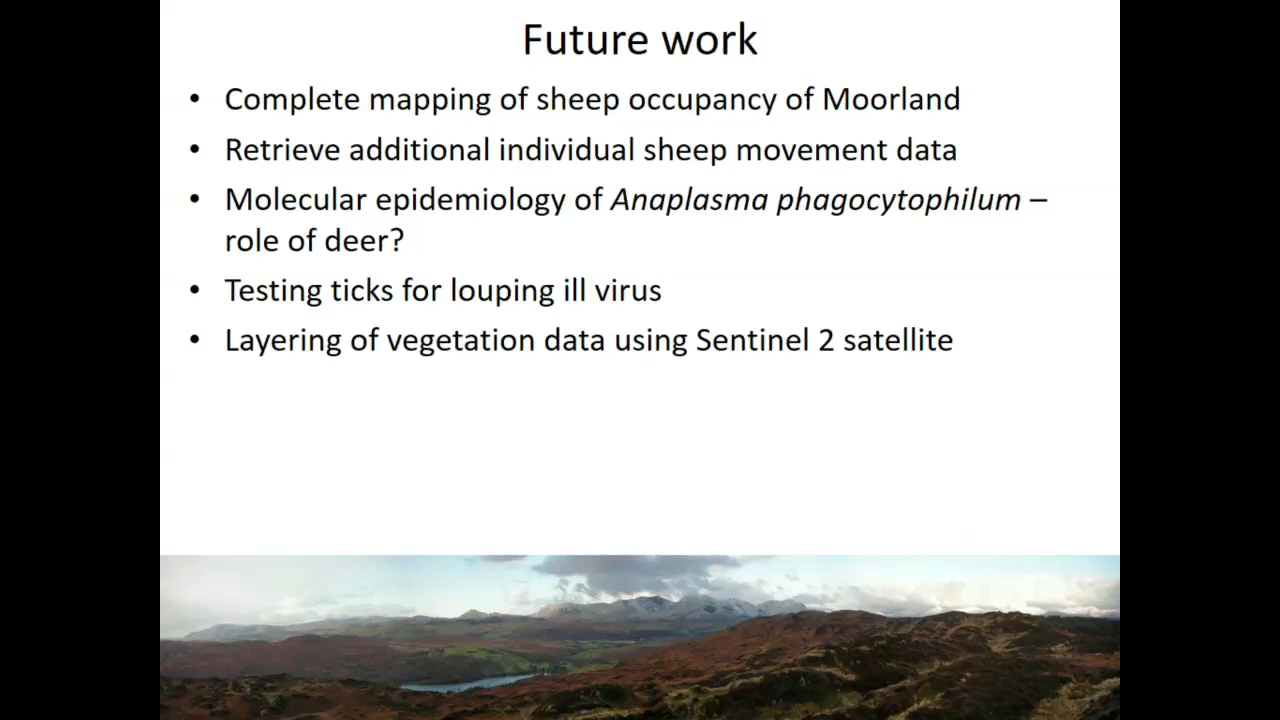 Future work
• Complete mapping of sheep occupancy of Moorland
• Retrieve additional individual sheep movement data
• Molecular epidemiology of Anaplasma phagocytophilum –
role of deer?
• Testing ticks for louping ill virus
• Layering of vegetation data using Sentinel 2 satellite